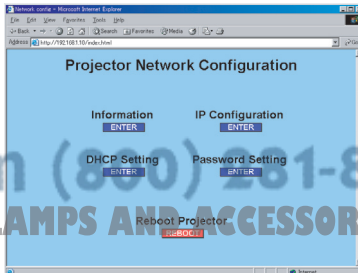 Network config - Microsoft Internet Explorer
File Edit View Favorites Tools Help
Back Search Favorites Media
Address http://192.168.1.10/index.html
Projector Network Configuration
Information IP Configuration
ENTER ENTER
DHCP Setting Password Setting
ENTER ENTER
(800) 281-8
LAMPS AND ACCESSOR
Reboot Projector
REBOOT
Internet